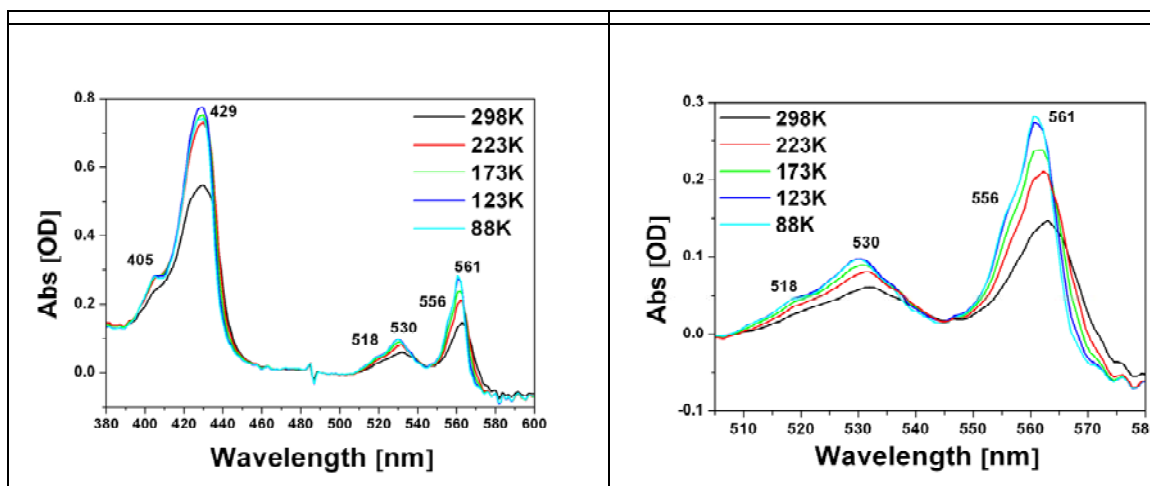 0.8
0.6
0.4
0.2
0.0
Abs [OD]
429
405
518
530
556
561
298K
223K
173K
123K
88K
380 400 420 440 460 480 500 520 540 560 580 600
Wavelength [nm]
0.3
0.2
0.1
0.0
-0.1
Abs [OD]
298K
223K
173K
123K
88K
561
556
530
518
510 520 530 540 550 560 570 58
Wavelength [nm]